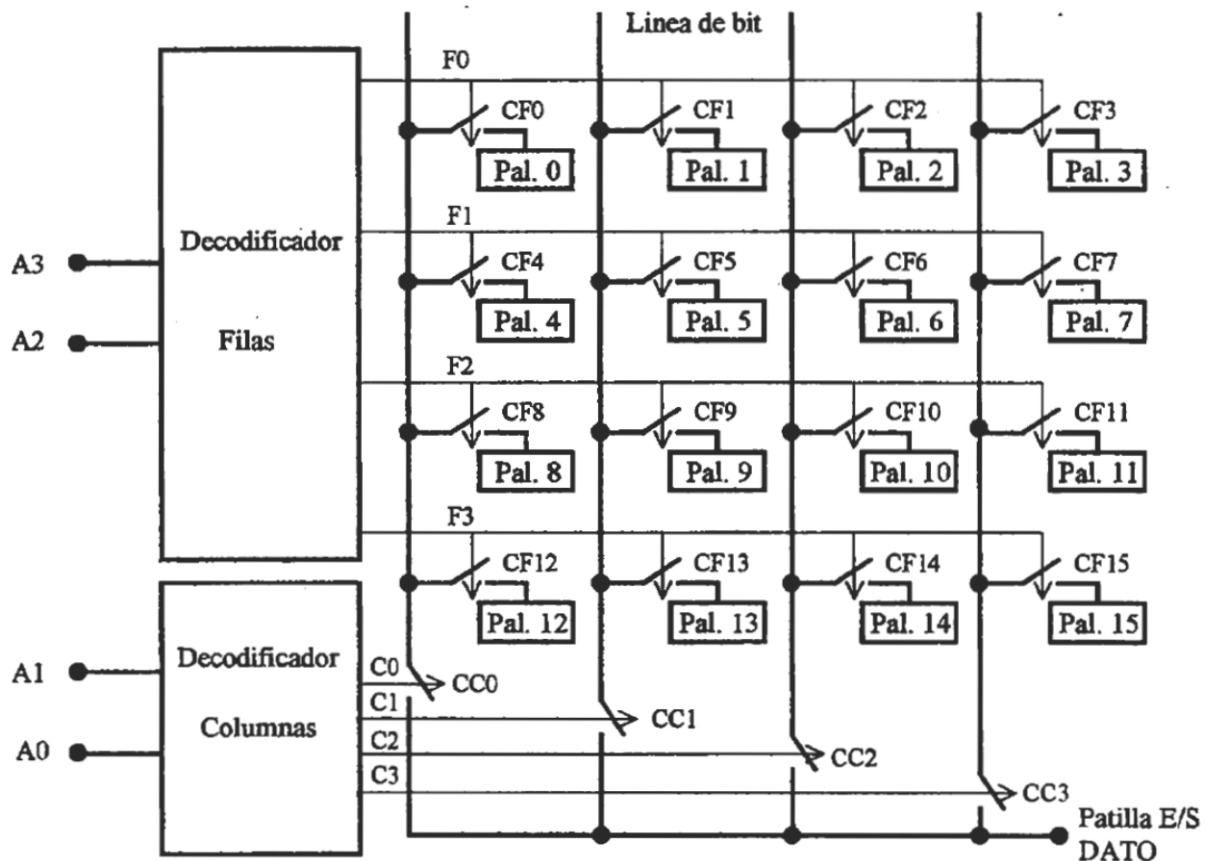 Linea de bit
F0
CF0 CF1 CF2 CF3
Pal. 0 Pal. 1 Pal. 2 Pal. 3
F1
Decodificador
Filas
A3
A2
CF4 CF5 CF6 CF7
Pal. 4 Pal. 5 Pal. 6 Pal. 7
F2
CF8 CF9 CF10 CF11
Pal. 8 Pal. 9 Pal. 10 Pal. 11
F3
CF12 CF13 CF14 CF15
Pal. 12 Pal. 13 Pal. 14 Pal. 15
Decodificador
Columnas
A1
A0
C0 CC0
C1 CC1
C2 CC2
C3 CC3
Patilla E/S
DATO